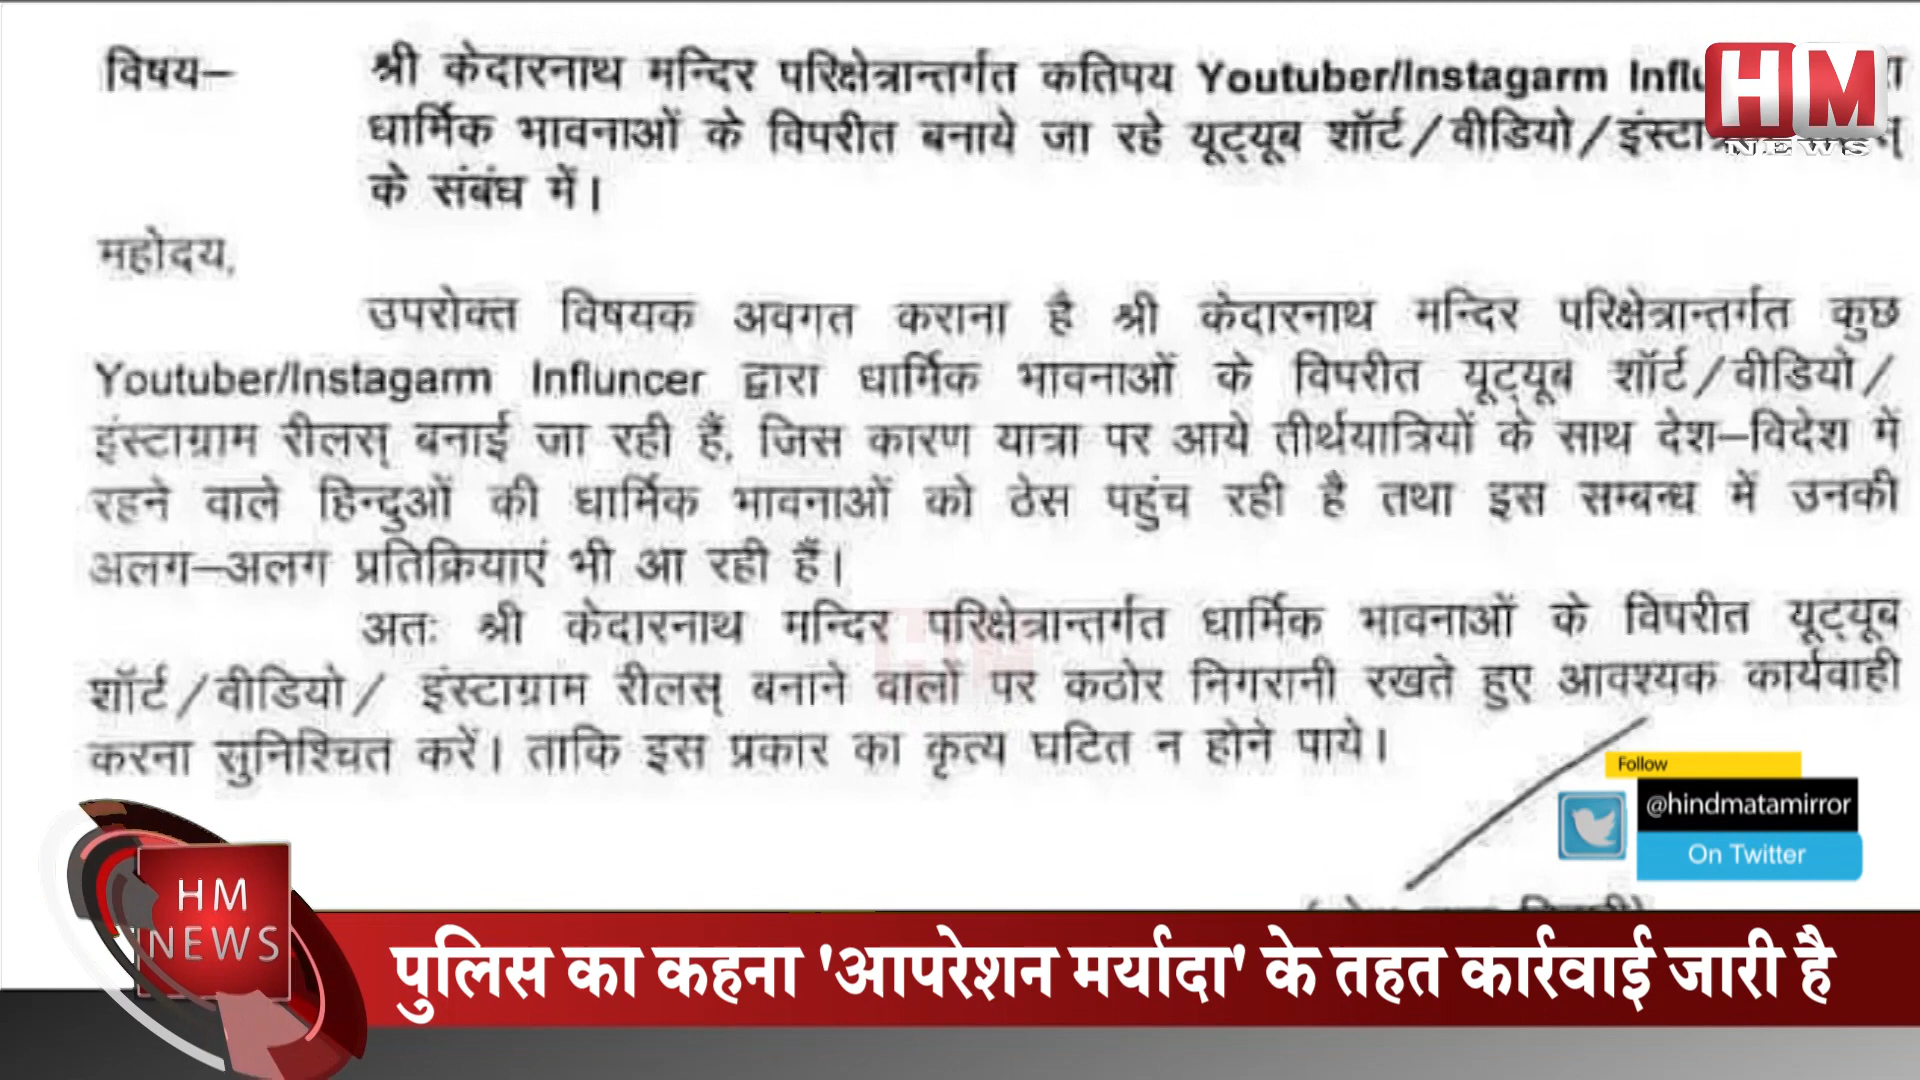 विषय–
श्री केदारनाथ मन्दिर परिक्षेत्रान्तर्गत कतिपय Youtuber/Instagarm Influ
धार्मिक भावनाओं के विपरीत बनाये जा रहे यूट्यूब शॉर्ट/वीडियो/इंस्टा
के संबंध में।
HM
NEWS
महोदय,
उपरोक्त विषयक अवगत कराना है श्री केदारनाथ मन्दिर परिक्षेत्रान्तर्गत कुछ
Youtuber/Instagarm Influncer द्वारा धार्मिक भावनाओं के विपरीत यूट्यूब शॉर्ट/वीडियो/
इंस्टाग्राम रीलस् बनाई जा रही हैं, जिस कारण यात्रा पर आये तीर्थयात्रियों के साथ देश–विदेश में
रहने वाले हिन्दुओं की धार्मिक भावनाओं को ठेस पहुंच रही है तथा इस सम्बन्ध में उनकी
अलग–अलग प्रतिक्रियाएं भी आ रही हैं।
अतः श्री केदारनाथ मन्दिर परिक्षेत्रान्तर्गत धार्मिक भावनाओं के विपरीत यूट्यूब
शॉर्ट/वीडियो/ इंस्टाग्राम रीलस् बनाने वालों पर कठोर निगरानी रखते हुए आवश्यक कार्यवाही
करना सुनिश्चित करें। ताकि इस प्रकार का कृत्य घटित न होने पाये।
HM
Follow
@hindmatamirror
On Twitter
HM
NEWS
पुलिस का कहना 'आपरेशन मर्यादा' के तहत कार्रवाई जारी है